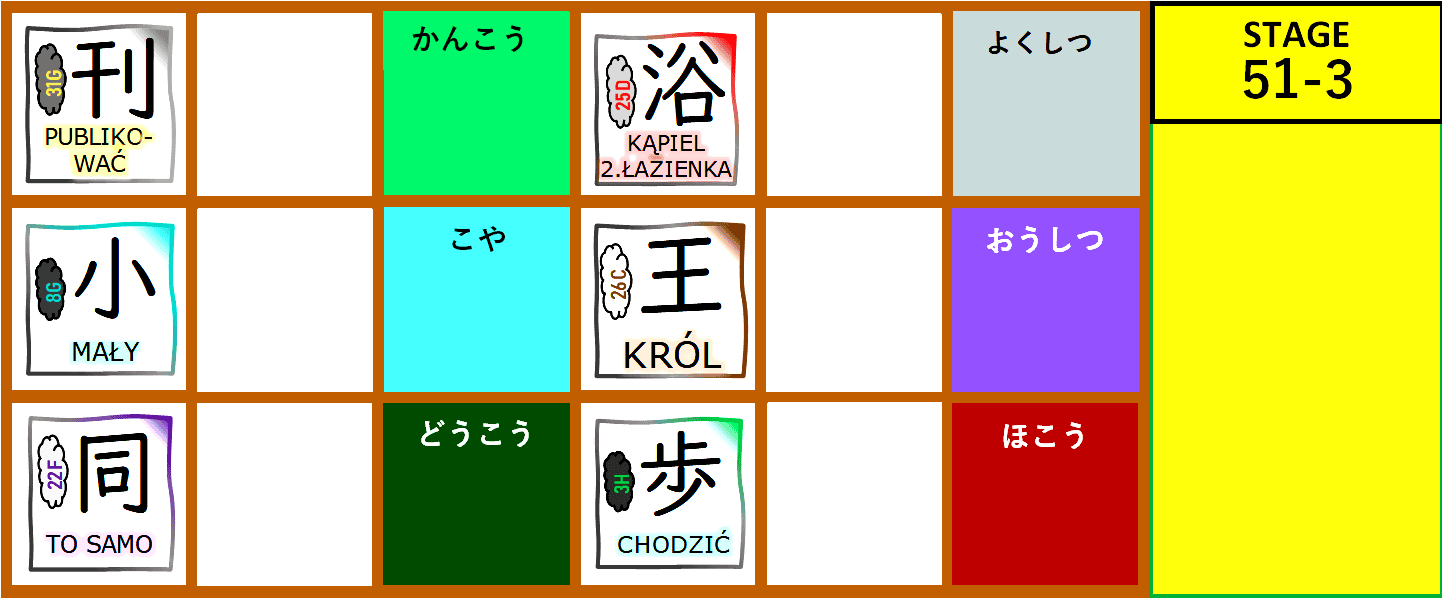 31G
刊
PUBLIKO-
WAĆ
かんこう
25D
浴
KĄPIEL
2.ŁAZIENKA
よくしつ
STAGE
51-3
8G
小
MAŁY
こや
26C
王
KRÓL
おうしつ
22F
同
TO SAMO
どうこう
3H
歩
CHODZIĆ
ほこう